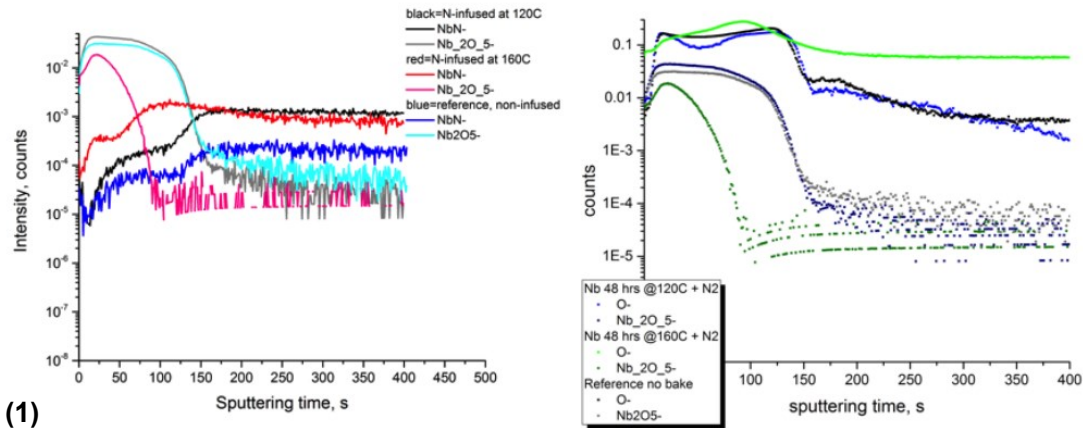 black=N-infused at 120C
NbN-
Nb_2O_5-
red=N-infused at 160C
NbN-
Nb_2O_5-
blue=reference, non-infused
NbN-
Nb2O5-
Intensity, counts
10^-2
10^-3
10^-4
10^-5
10^-6
10^-7
10^-8
0 50 100 150 200 250 300 350 400 450 500
Sputtering time, s
(1)
counts
0.1
0.01
1E-3
1E-4
1E-5
Nb 48 hrs @120C + N2
O-
Nb_2O_5-
Nb 48 hrs @160C + N2
O-
Nb_2O_5-
Reference no bake
O-
Nb2O5-
150 200 250 300 350 400
sputtering time, s